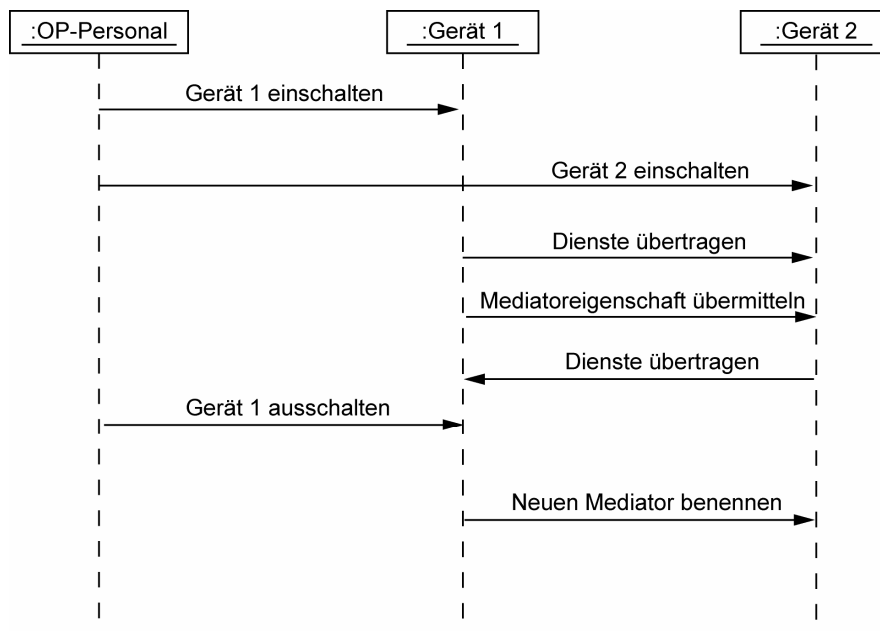 :OP-Personal
:Gerät 1
:Gerät 2
Gerät 1 einschalten
Gerät 2 einschalten
Dienste übertragen
Mediatoreigenschaft übermitteln
Dienste übertragen
Gerät 1 ausschalten
Neuen Mediator benennen